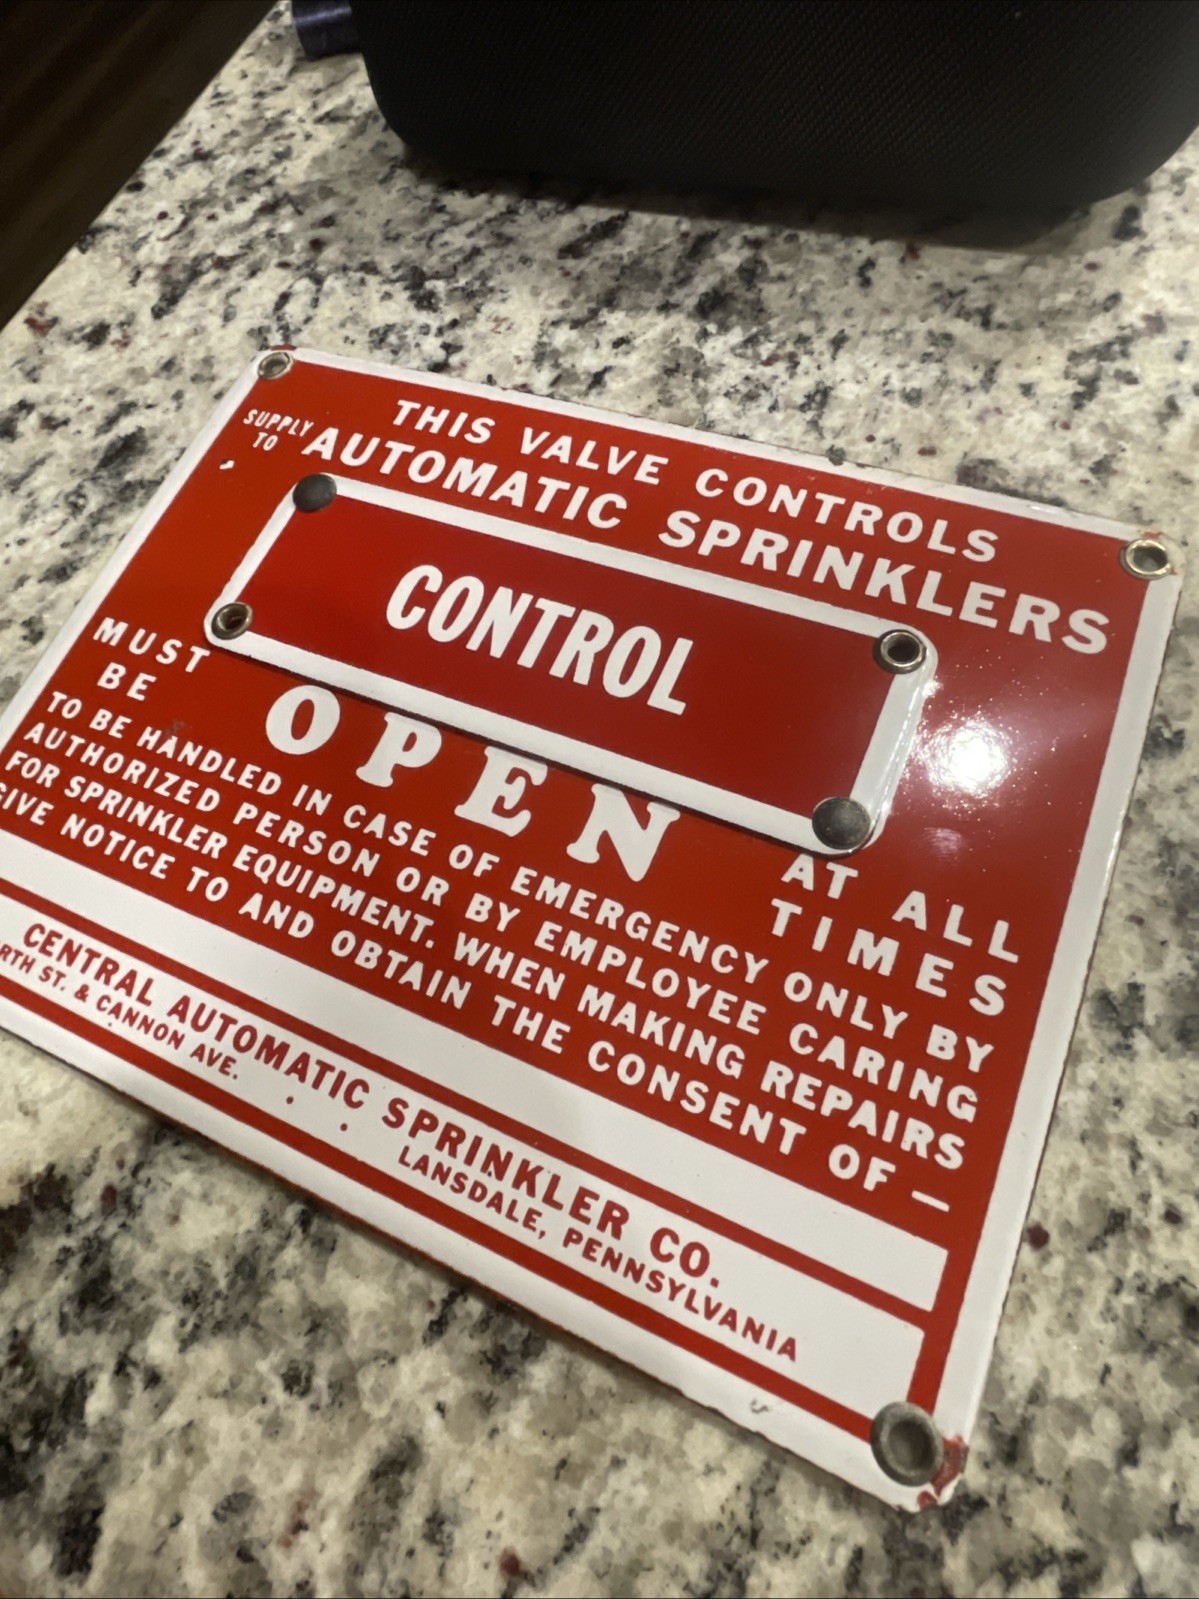 THIS VALVE CONTROLS
SUPPLY TO AUTOMATIC SPRINKLERS
CONTROL
MUST BE OPEN AT ALL TIMES
TO BE HANDLED IN CASE OF EMERGENCY ONLY BY
AUTHORIZED PERSON OR BY EMPLOYEE CARING
FOR SPRINKLER EQUIPMENT. WHEN MAKING REPAIRS
GIVE NOTICE TO AND OBTAIN THE CONSENT OF —
CENTRAL AUTOMATIC SPRINKLER CO.
ST. & CANNON AVE. LANSDALE, PENNSYLVANIA